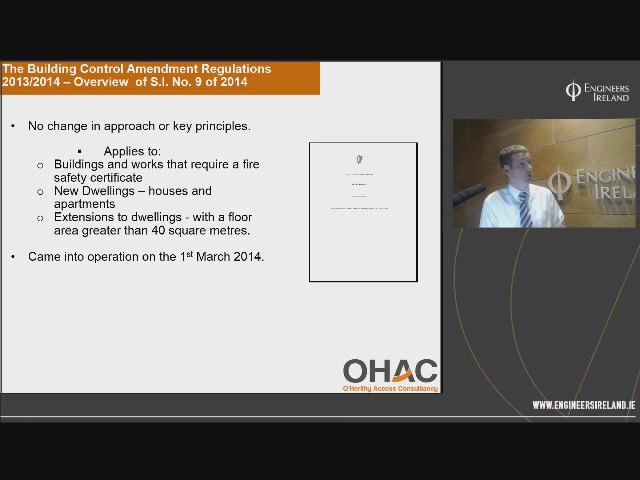 The Building Control Amendment Regulations
2013/2014 – Overview of S.I. No. 9 of 2014
• No change in approach or key principles.
▪ Applies to:
o Buildings and works that require a fire
safety certificate
o New Dwellings – houses and
apartments
o Extensions to dwellings - with a floor
area greater than 40 square metres.
• Came into operation on the 1st March 2014.
OHAC
O'Herlihy Access Consultancy
ENGINEERS
IRELAND
ENGINEERS
IREL
WWW.ENGINEERSIRELAND.IE